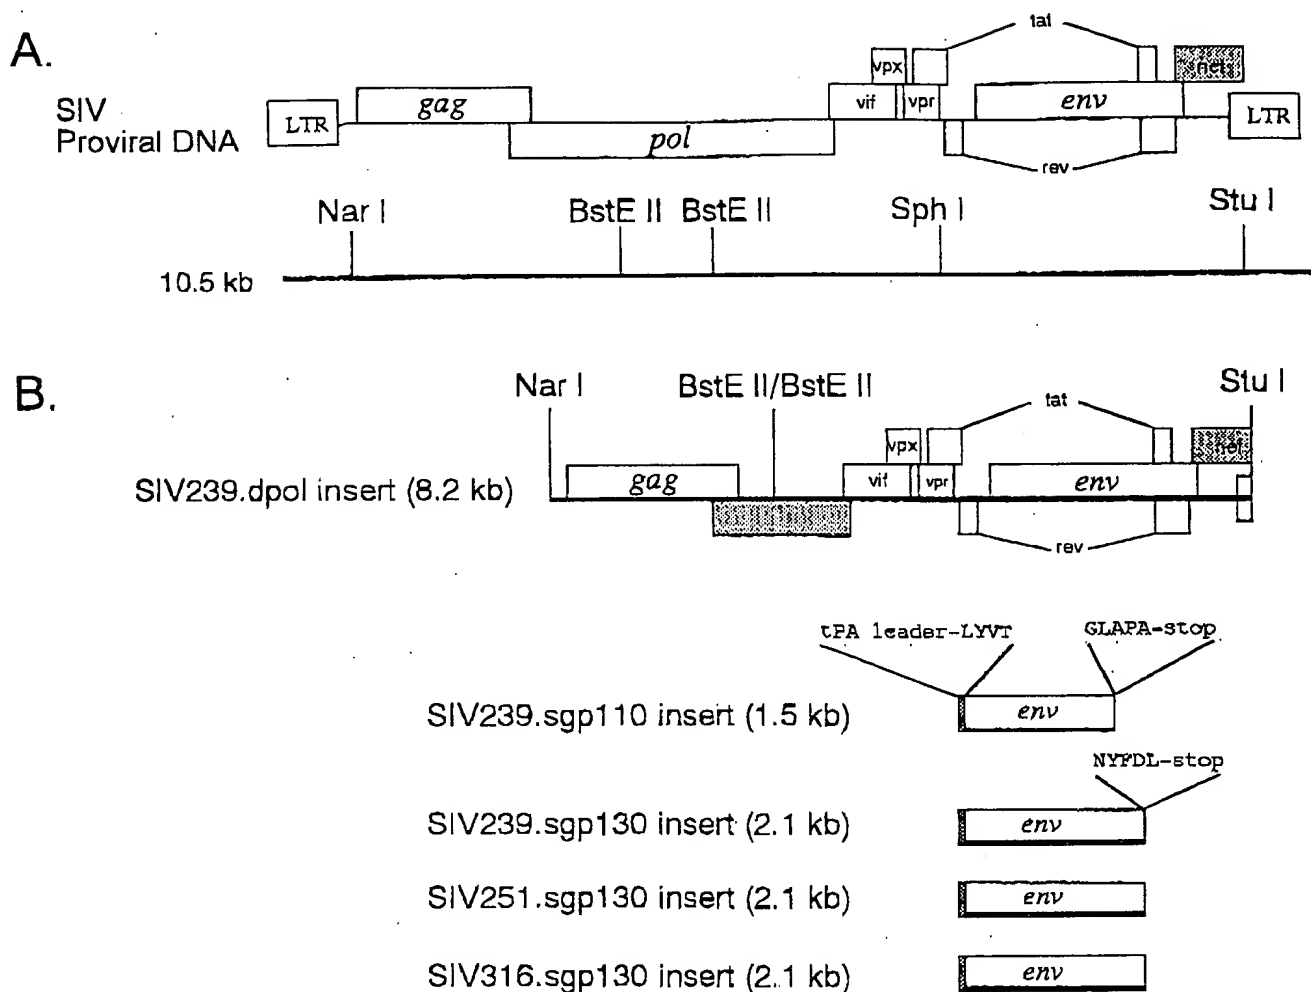 A.
tat
vpx
nef
SIV
Proviral DNA
LTR
gag
vif
vpr
env
LTR
pol
rev
Nar I
BstE II
BstE II
Sph I
Stu I
10.5 kb
B.
Nar I
BstE II/BstE II
Stu I
tat
vpx
nef
SIV239.dpol insert (8.2 kb)
gag
vif
vpr
env
rev
tPA leader-LYVT
GLAPA-stop
SIV239.sgp110 insert (1.5 kb)
env
NYFDL-stop
SIV239.sgp130 insert (2.1 kb)
env
SIV251.sgp130 insert (2.1 kb)
env
SIV316.sgp130 insert (2.1 kb)
env